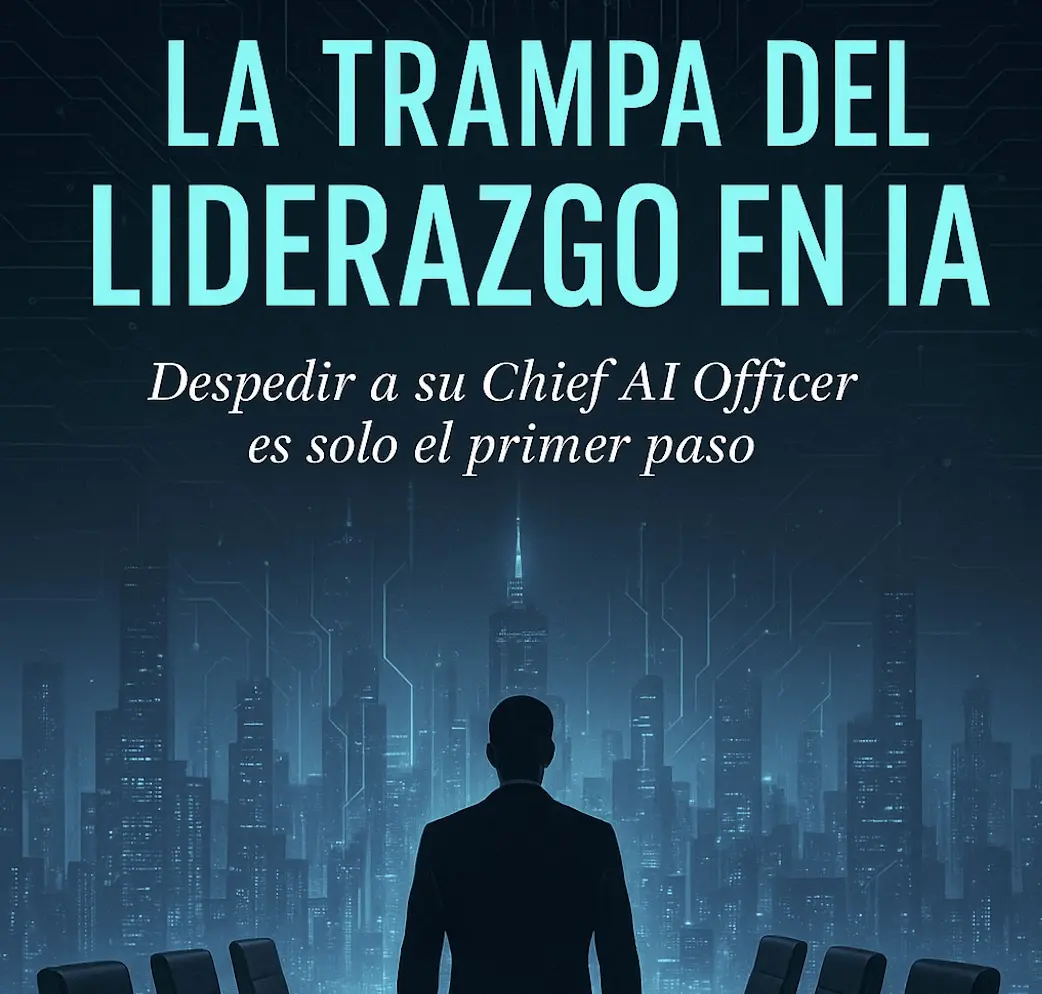 LA TRAMPA DEL
LIDERAZGO EN IA
Despedir a su Chief AI Officer
es solo el primer paso